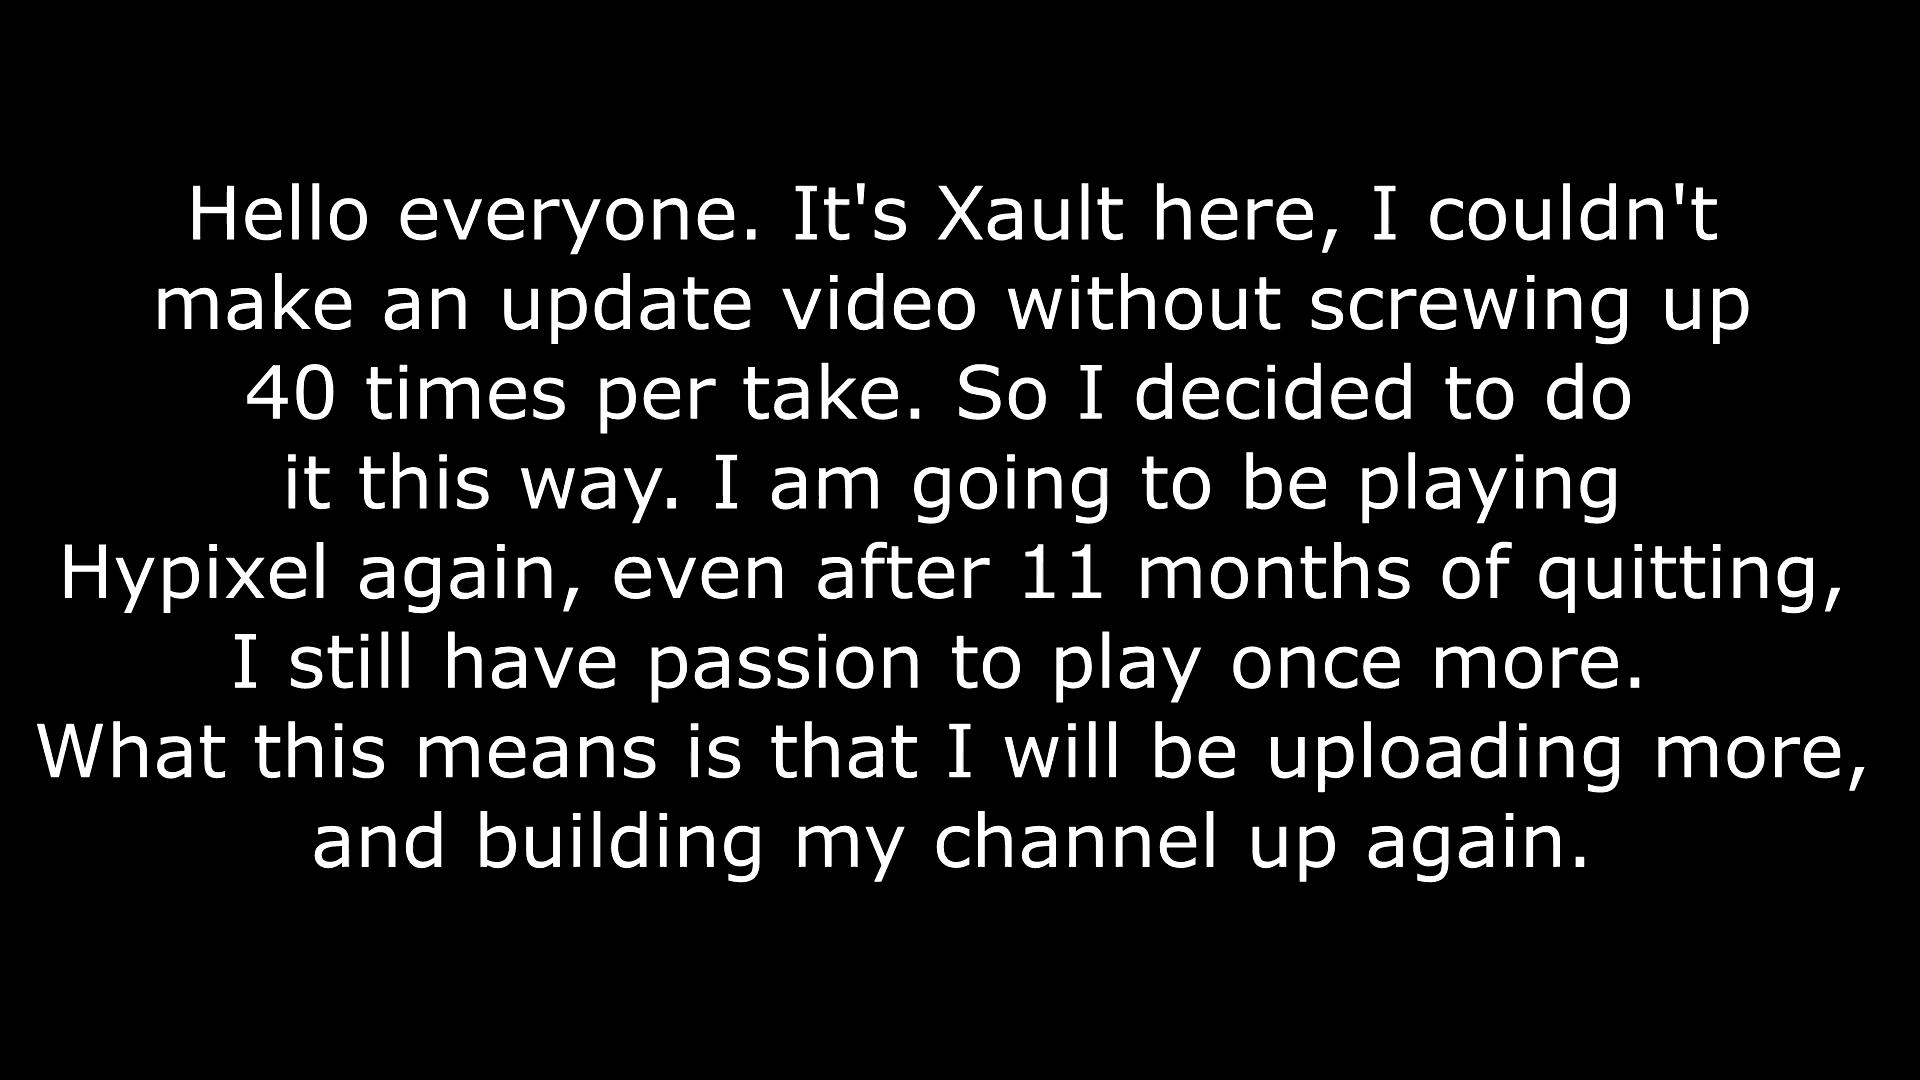 Hello everyone. It's Xault here, I couldn't
make an update video without screwing up
40 times per take. So I decided to do
it this way. I am going to be playing
Hypixel again, even after 11 months of quitting,
I still have passion to play once more.
What this means is that I will be uploading more,
and building my channel up again.